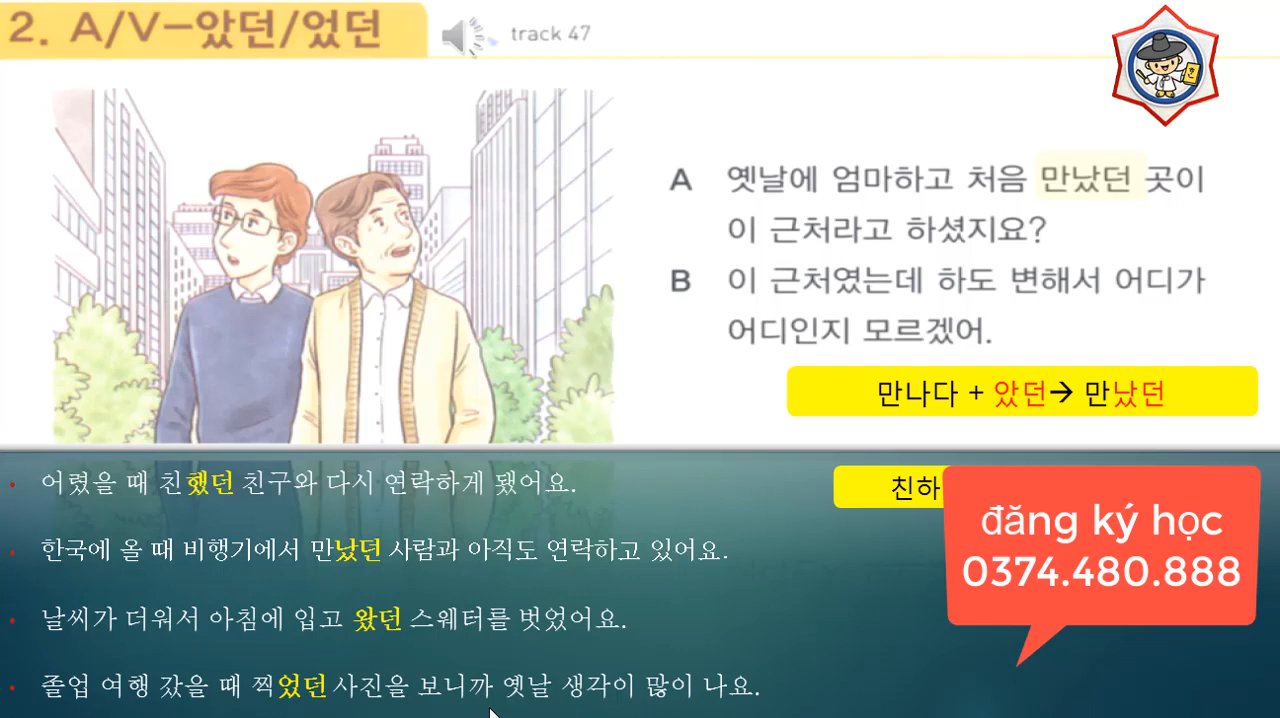 2. A/V-았던/었던
track 47
A 옛날에 엄마하고 처음 만났던 곳이
이 근처라고 하셨지요?
B 이 근처였는데 하도 변해서 어디가
어디인지 모르겠어.
만나다 + 았던→ 만났던
• 어렸을 때 친했던 친구와 다시 연락하게 됐어요.
친하
• 한국에 올 때 비행기에서 만났던 사람과 아직도 연락하고 있어요.
• 날씨가 더워서 아침에 입고 왔던 스웨터를 벗었어요.
• 졸업 여행 갔을 때 찍었던 사진을 보니까 옛날 생각이 많이 나요.
đăng ký học
0374.480.888